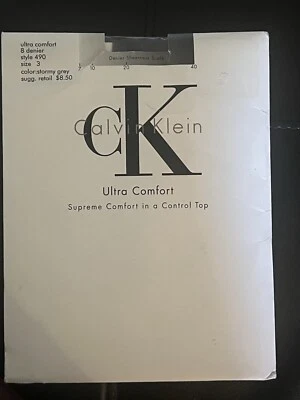 ultra comfort
8 denier
style 490
size 3
color:stormy grey
sugg. retail $8.50
Denier Sheerness Scale
10 20 40
CK
Calvin Klein
Ultra Comfort
Supreme Comfort in a Control Top